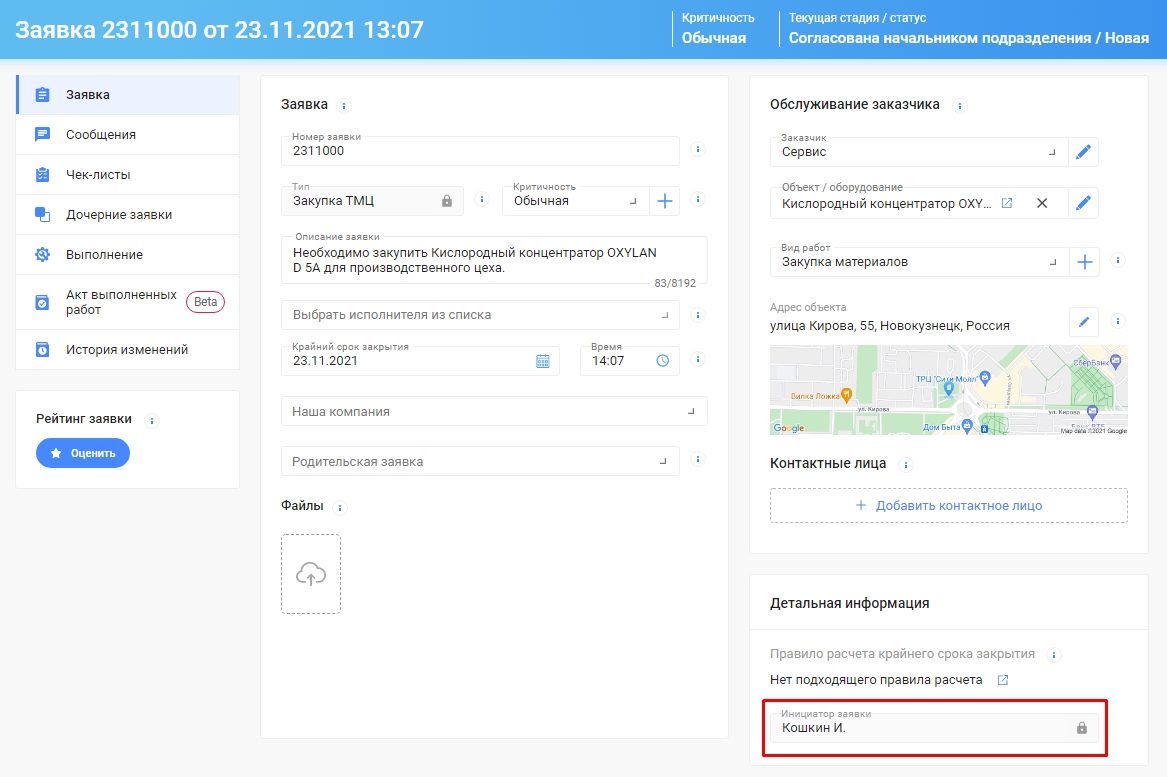 Заявка 2311000 от 23.11.2021 13:07
Критичность
Обычная
Текущая стадия / статус
Согласована начальником подразделения / Новая
Заявка
Сообщения
Чек-листы
Дочерние заявки
Выполнение
Акт выполненных
работ
Beta
История изменений
Рейтинг заявки
Оценить
Заявка
Номер заявки
2311000
Тип
Закупка ТМЦ
Критичность
Обычная
Описание заявки
Необходимо закупить Кислородный концентратор OXYLAN
D 5A для производственного цеха.
83/8192
Выбрать исполнителя из списка
Крайний срок закрытия
23.11.2021
Время
14:07
Наша компания
Родительская заявка
Файлы
Обслуживание заказчика
Заказчик
Сервис
Объект / оборудование
Кислородный концентратор OXY...
Вид работ
Закупка материалов
Адрес объекта
улица Кирова, 55, Новокузнецк, Россия
СберБанк
ТРЦ "Сити Молл"
Вилка Ложка
ул. Кирова
ул. Кирова
Дом Быта
Банк ВТБ
Google
Map data ©2021 Google
Контактные лица
Добавить контактное лицо
Детальная информация
Правило расчета крайнего срока закрытия
Нет подходящего правила расчета
Инициатор заявки
Кошкин И.